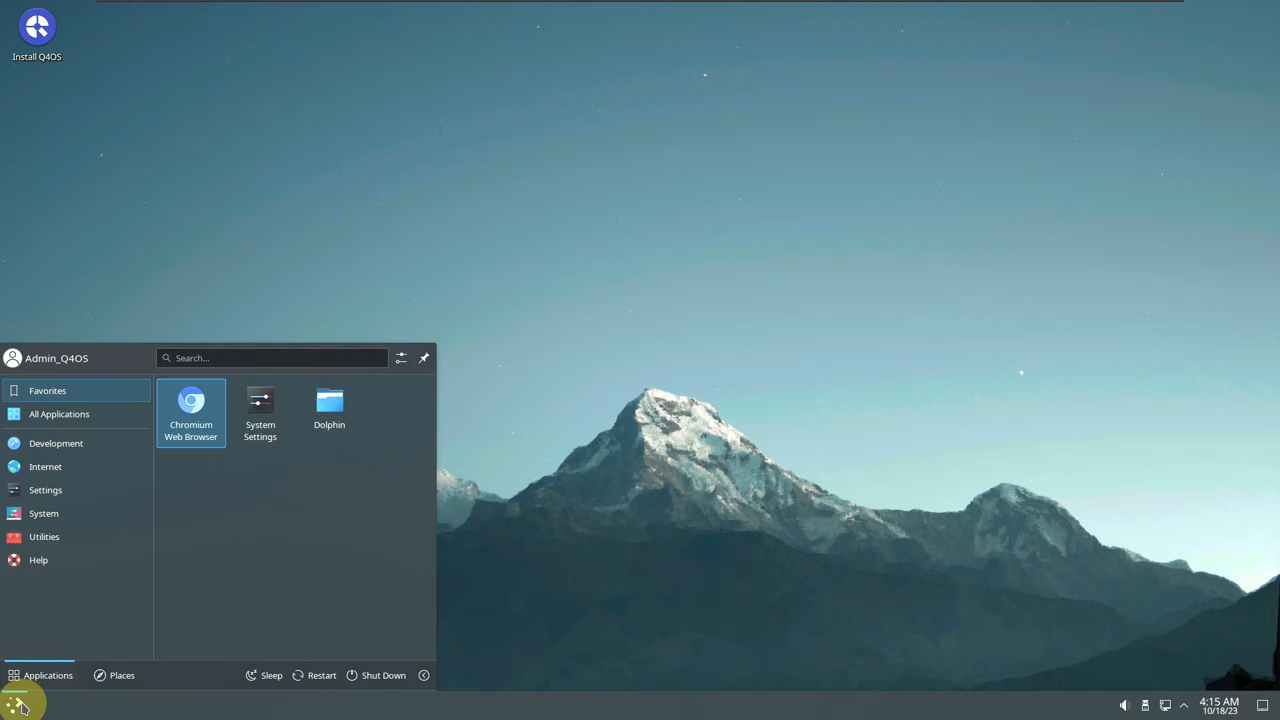 Install Q4OS
Admin_Q4OS
Search...
Favorites
All Applications
Development
Internet
Settings
System
Utilities
Help
Chromium
Web Browser
System
Settings
Dolphin
Applications
Places
Sleep
Restart
Shut Down
4:15 AM
10/18/23